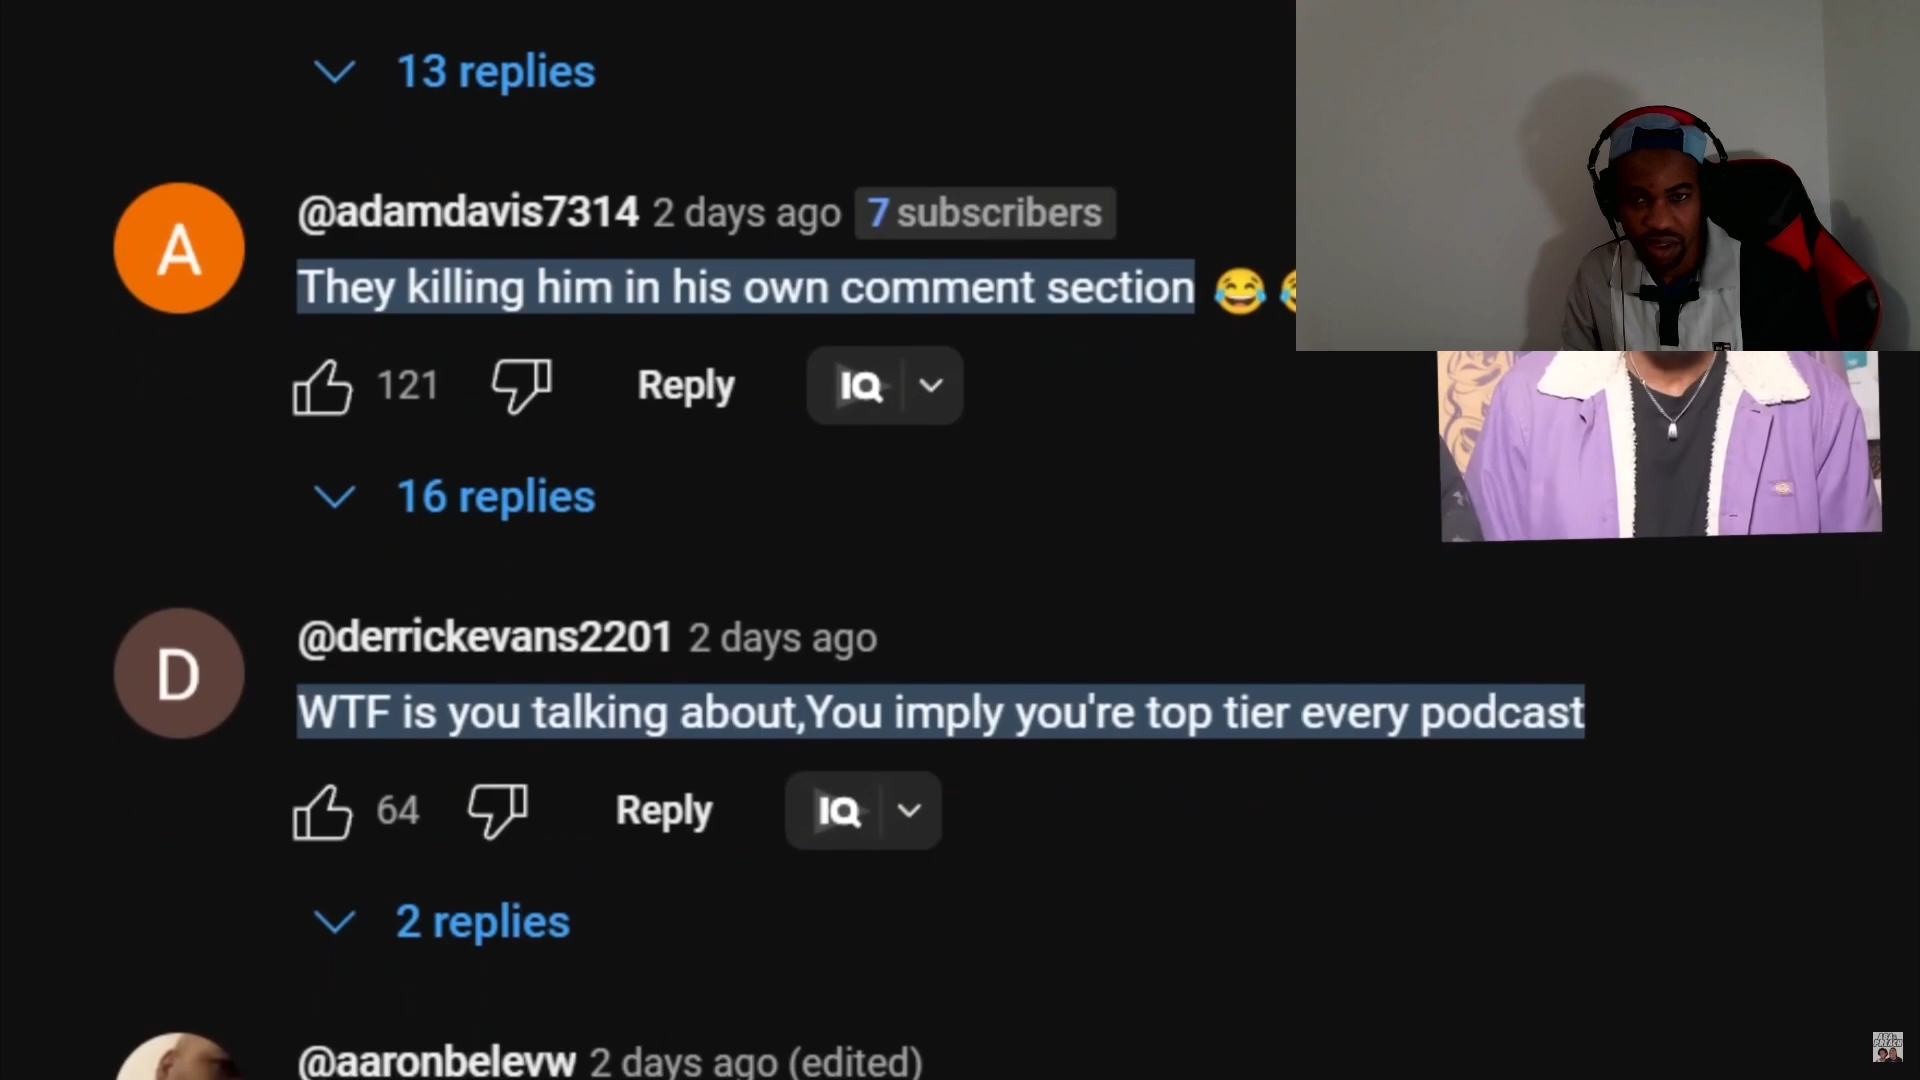 13 replies
A
@adamdavis7314 2 days ago 7 subscribers
They killing him in his own comment section 😂
121 Reply IQ
16 replies
D
@derrickevans2201 2 days ago
WTF is you talking about,You imply you're top tier every podcast
64 Reply IQ
2 replies
@aaronbelevw 2 days ago (edited)